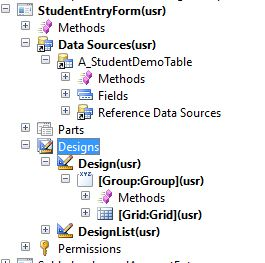 StudentEntryForm(usr)
Methods
Data Sources(usr)
A_StudentDemoTable
Methods
Fields
Reference Data Sources
Parts
Designs
Design(usr)
XYZ
[Group:Group](usr)
Methods
[Grid:Grid](usr)
DesignList(usr)
Permissions